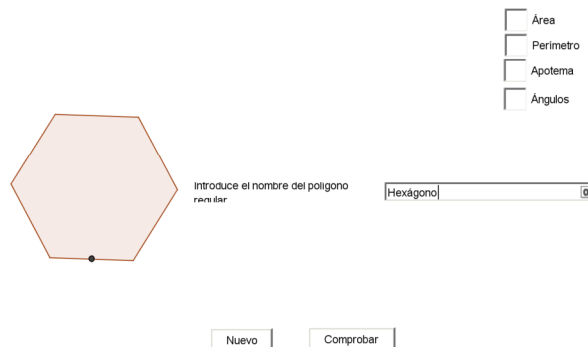 Área
Perímetro
Apotema
Ángulos
Introduce el nombre del polígono
regular
Hexágono
Nuevo
Comprobar